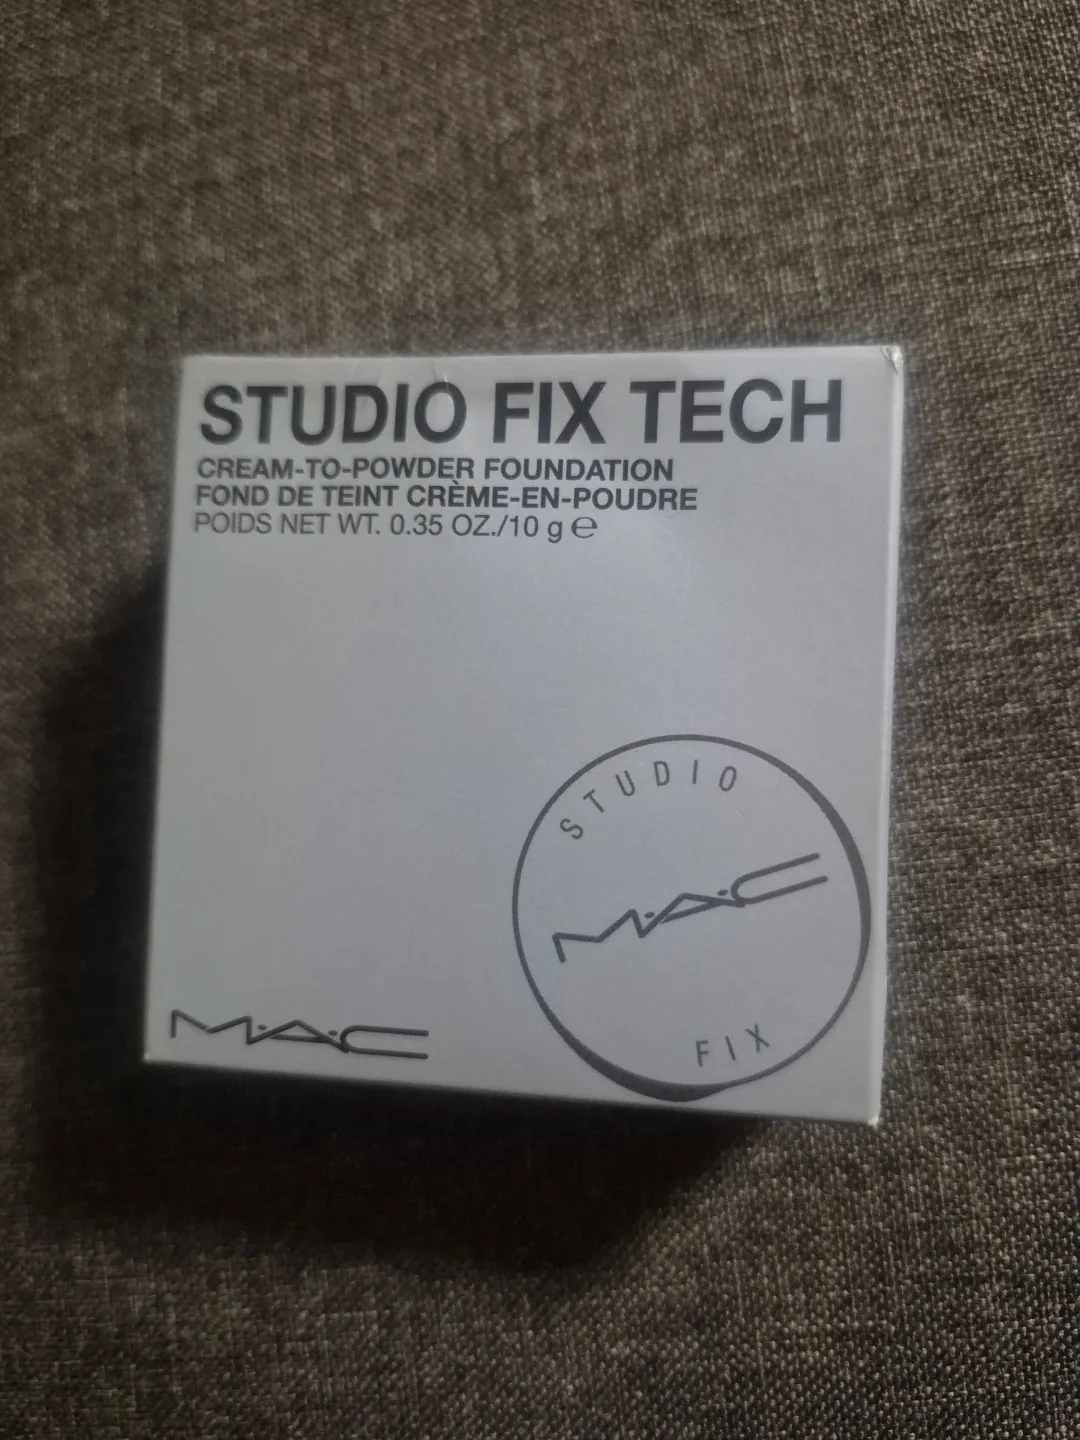 STUDIO FIX TECH
CREAM-TO-POWDER FOUNDATION
FOND DE TEINT CRÈME-EN-POUDRE
POIDS NET WT. 0.35 OZ./10 g ℮
STUDIO
M·A·C
FIX
M·A·C